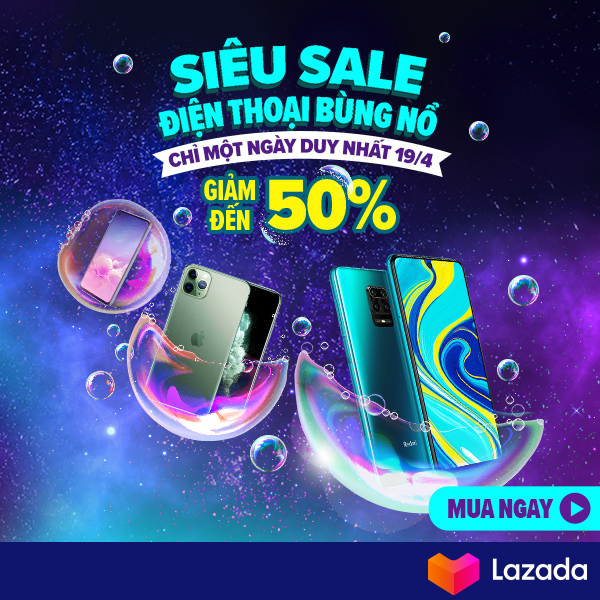 SIÊU SALE
ĐIỆN THOẠI BÙNG NỔ
CHỈ MỘT NGÀY DUY NHẤT 19/4
GIẢM
ĐẾN
50%
Redmi
MUA NGAY
Lazada